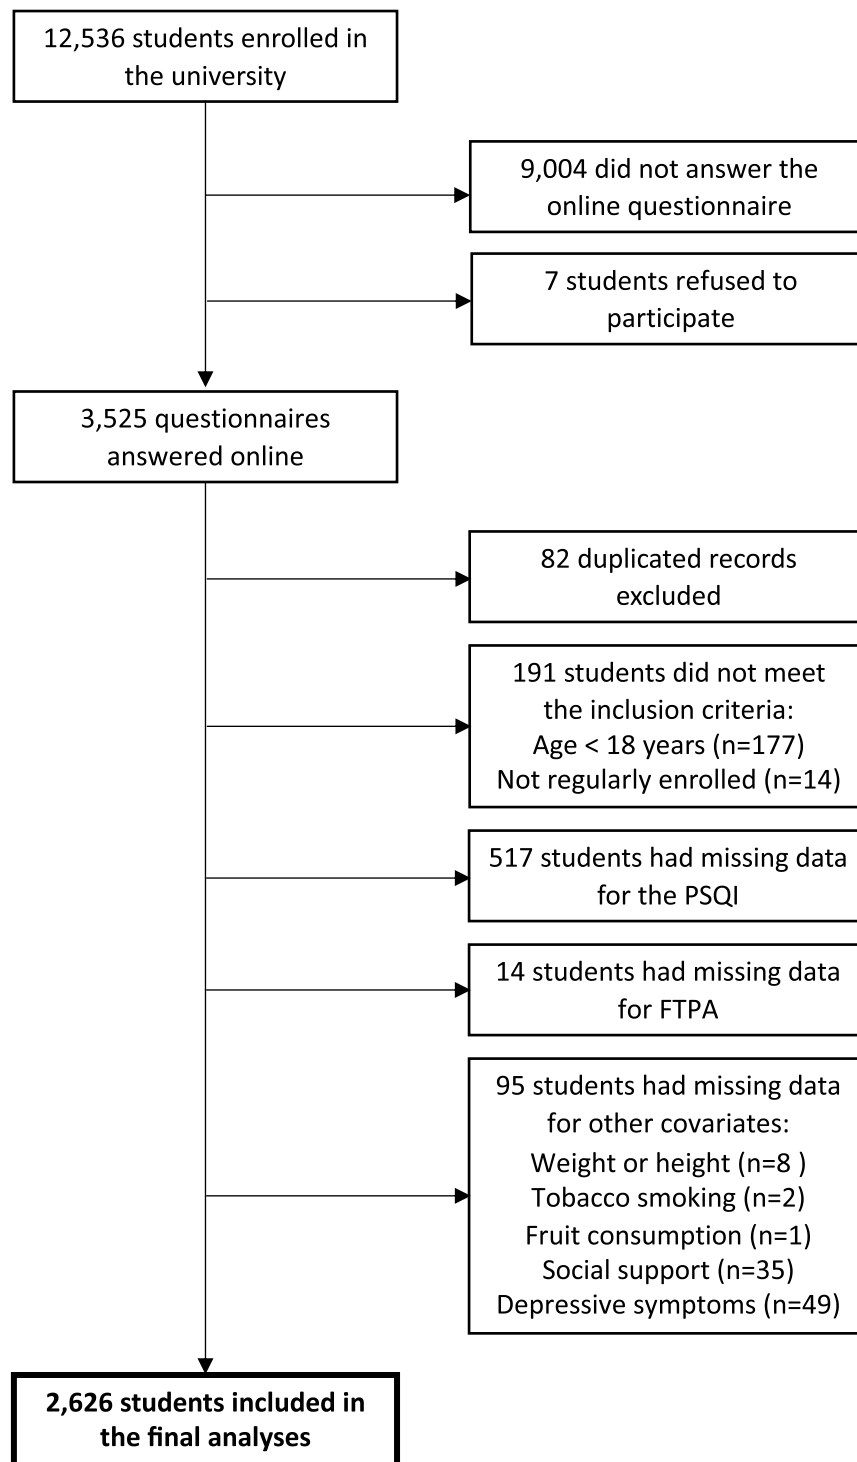 12,536 students enrolled in
the university
9,004 did not answer the
online questionnaire
7 students refused to
participate
3,525 questionnaires
answered online
82 duplicated records
excluded
191 students did not meet
the inclusion criteria:
Age < 18 years (n=177)
Not regularly enrolled (n=14)
517 students had missing data
for the PSQI
14 students had missing data
for FTPA
95 students had missing data
for other covariates:
Weight or height (n=8 )
Tobacco smoking (n=2)
Fruit consumption (n=1)
Social support (n=35)
Depressive symptoms (n=49)
2,626 students included in
the final analyses